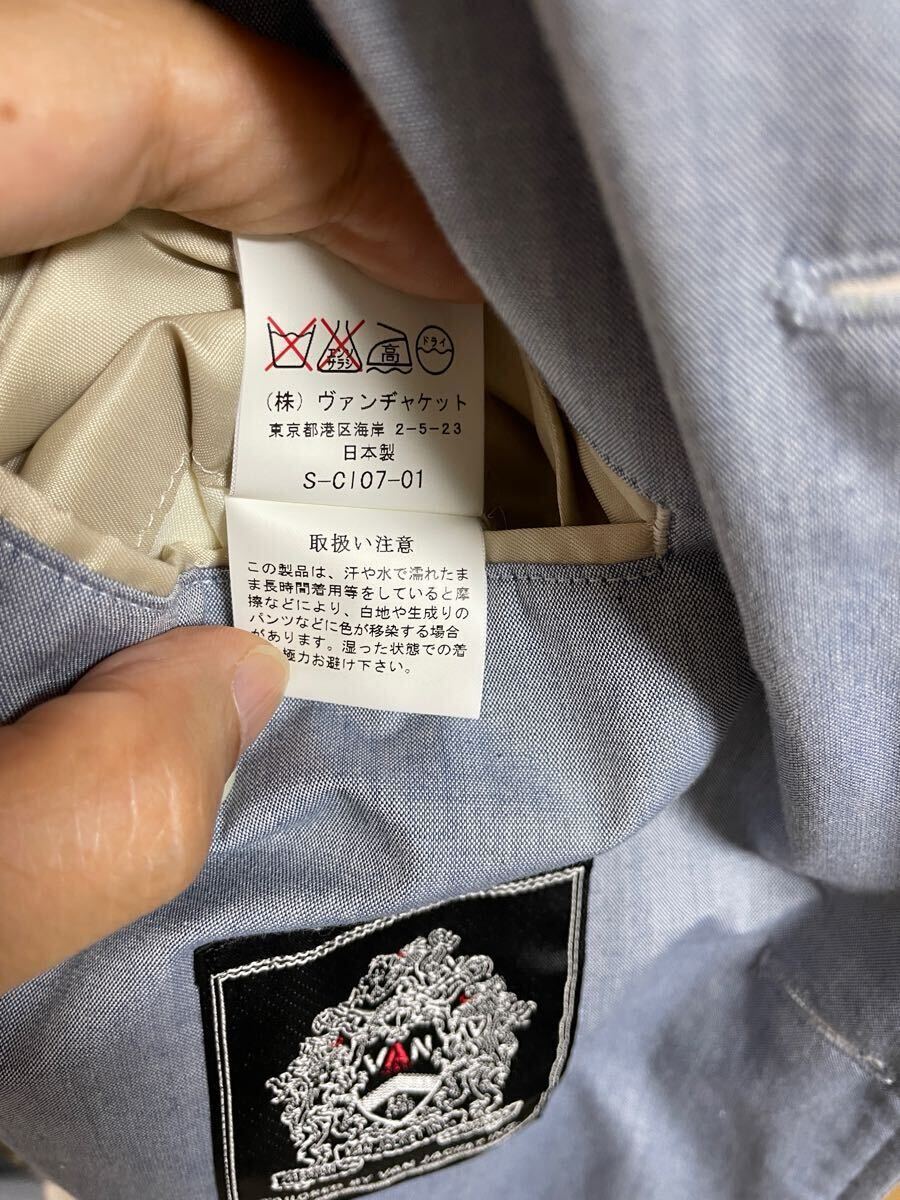 エンソ
サラシ
高
ドライ
(株) ヴァンヂャケット
東京都港区海岸 2-5-23
日本製
S-C107-01
取扱い注意
この製品は、汗や水で濡れたま
ま長時間着用等をしていると摩
擦などにより、白地や生成りの
パンツなどに色が移染する場合
があります。湿った状態での着
極力お避け下さい。
VAN
BY VAN